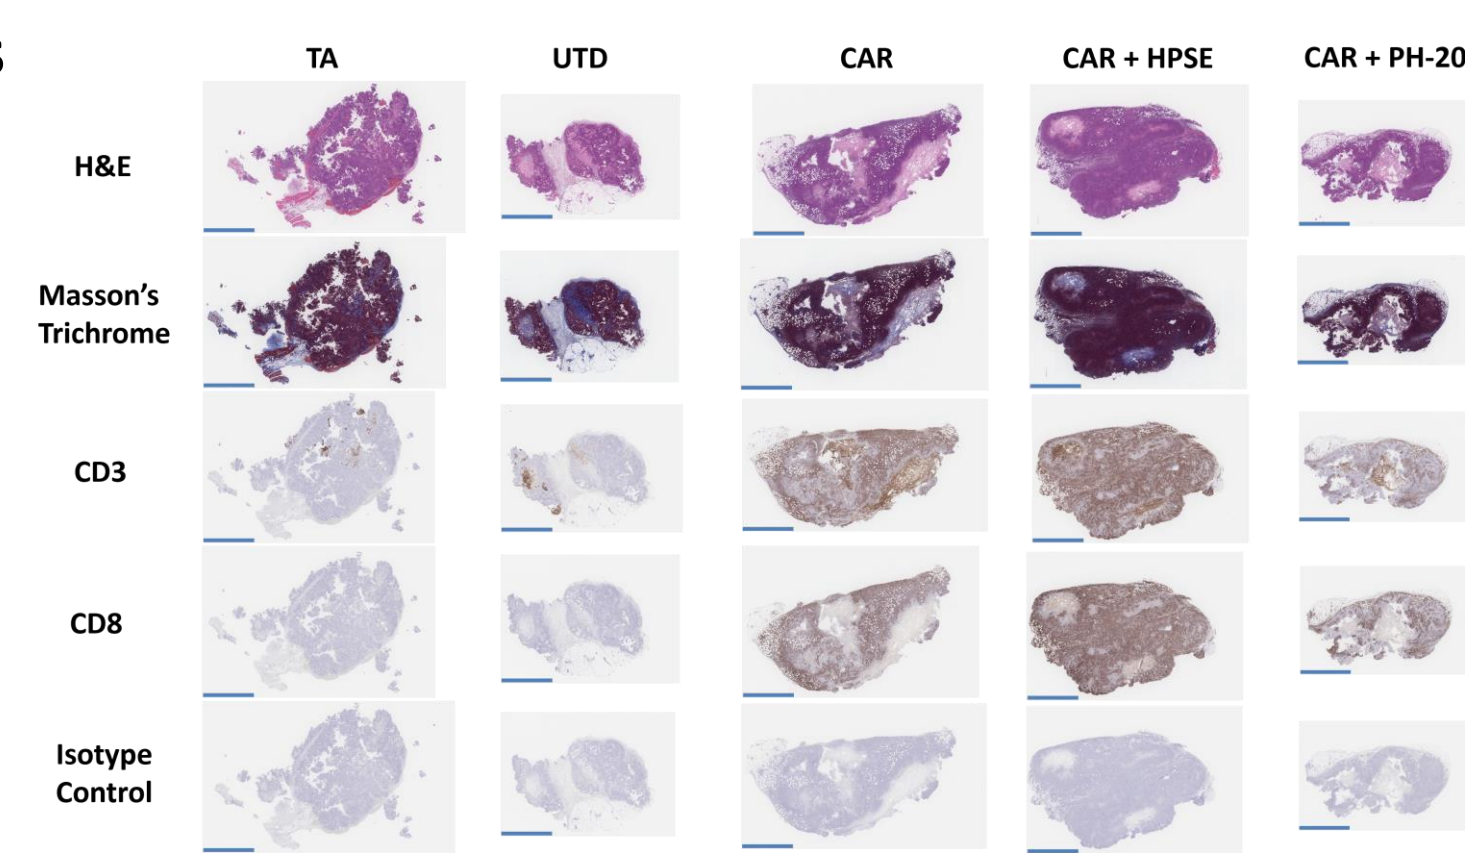 TA UTD CAR CAR + HPSE CAR + PH-20
H&E
Masson's
Trichrome
CD3
CD8
Isotype
Control